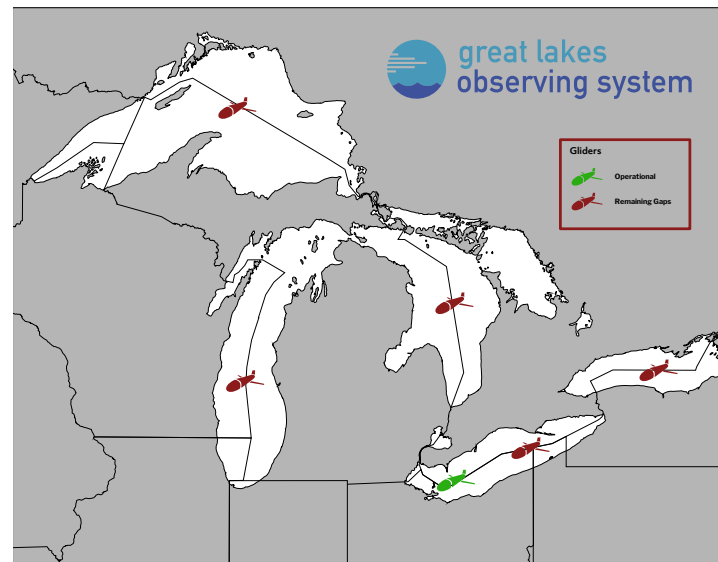 great lakes
observing system
Gliders
Operational
Remaining Gaps